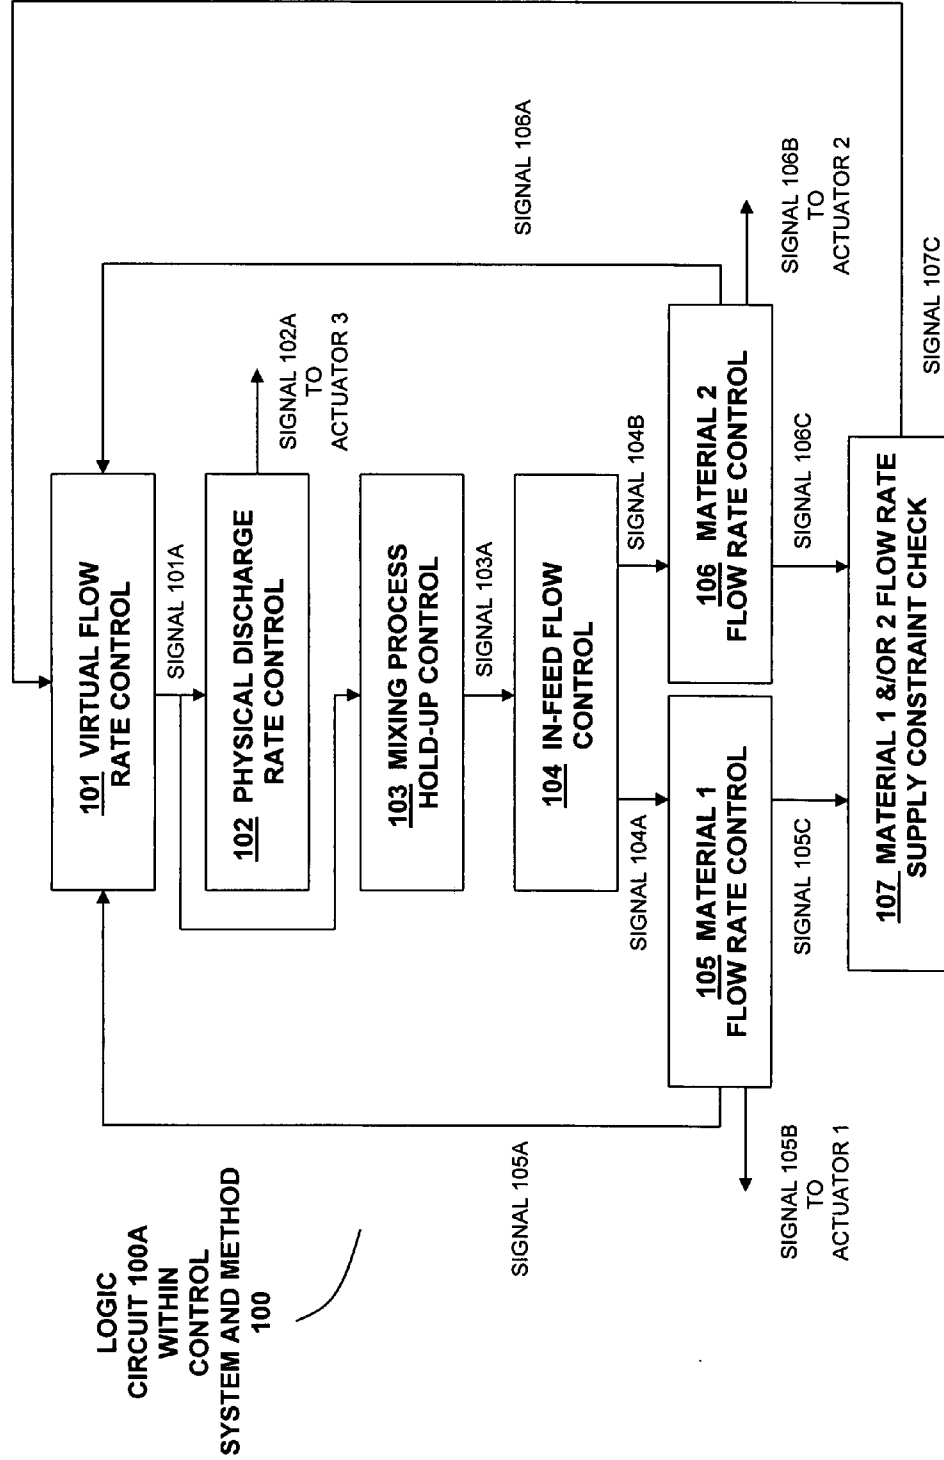 LOGIC
CIRCUIT 100A
WITHIN
CONTROL
SYSTEM AND METHOD
100
101 VIRTUAL FLOW
RATE CONTROL
SIGNAL 101A
102 PHYSICAL DISCHARGE
RATE CONTROL
SIGNAL 102A
TO
ACTUATOR 3
103 MIXING PROCESS
HOLD-UP CONTROL
SIGNAL 103A
104 IN-FEED FLOW
CONTROL
SIGNAL 104A
SIGNAL 104B
SIGNAL 105A
SIGNAL 106A
105 MATERIAL 1
FLOW RATE CONTROL
106 MATERIAL 2
FLOW RATE CONTROL
SIGNAL 105B
TO
ACTUATOR 1
SIGNAL 105C
SIGNAL 106C
SIGNAL 106B
TO
ACTUATOR 2
107 MATERIAL 1 &/OR 2 FLOW RATE
SUPPLY CONSTRAINT CHECK
SIGNAL 107C